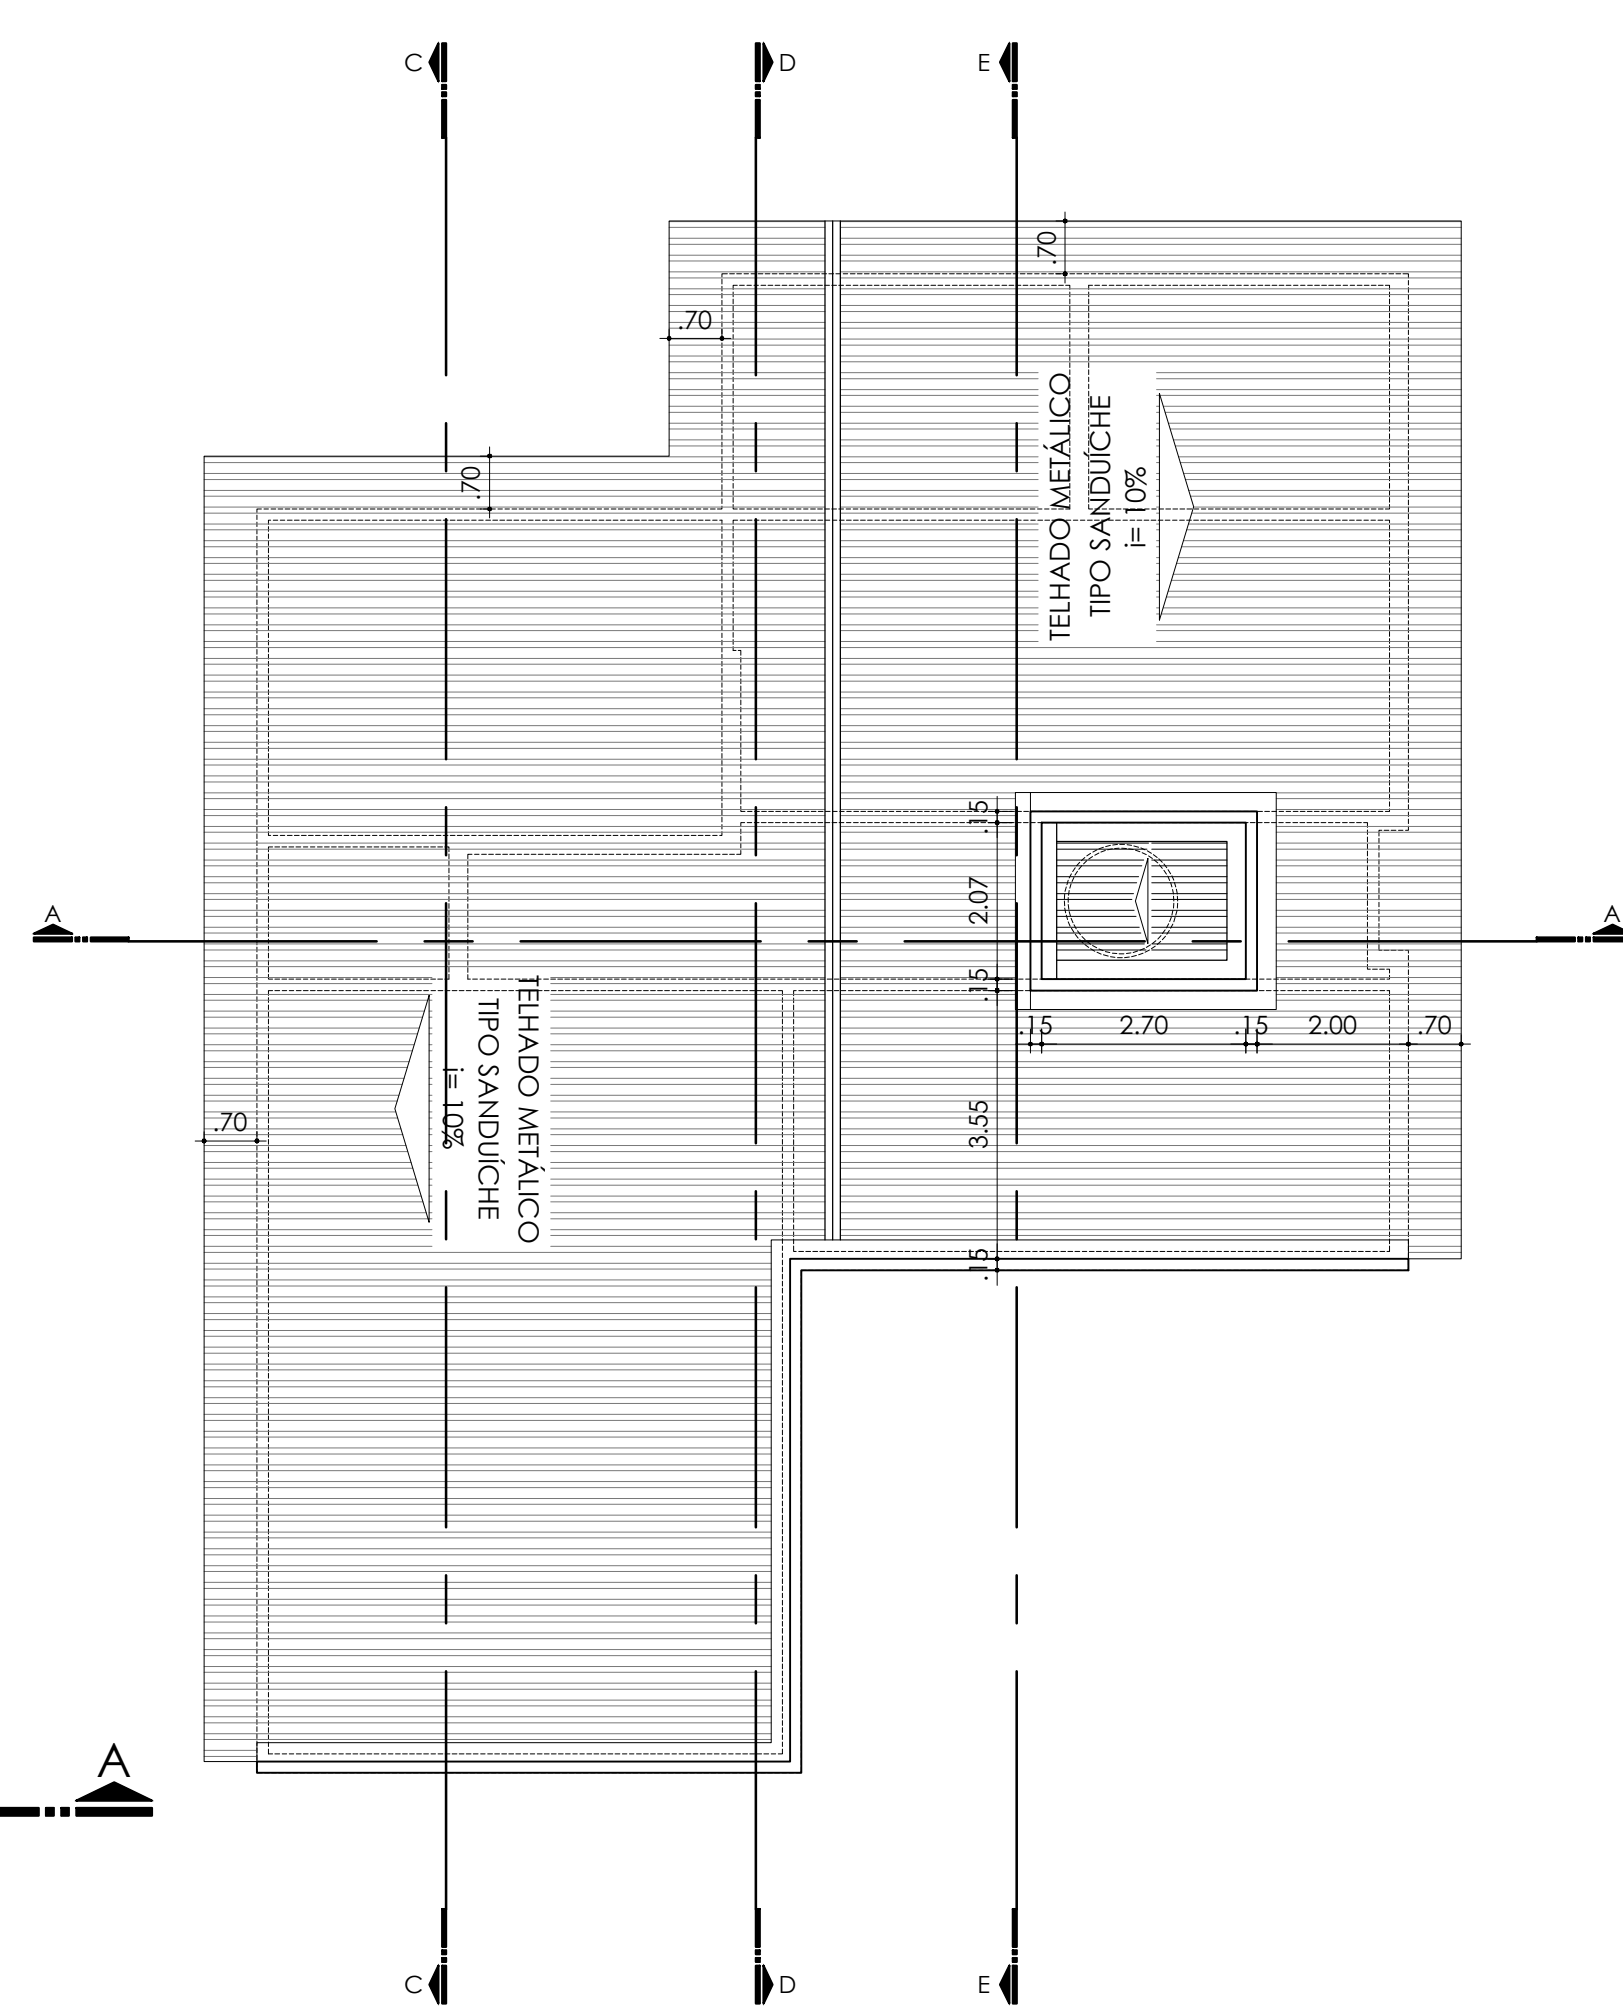 C
D
E
.70
.70
.70
TELHADO METÁLICO
TIPO SANDUÍCHE
i= 10%
.15
2.07
A
A
.15
.15
2.70
.15
2.00
.70
TELHADO METÁLICO
TIPO SANDUÍCHE
i= 10%
.70
3.55
.15
A
C
D
E